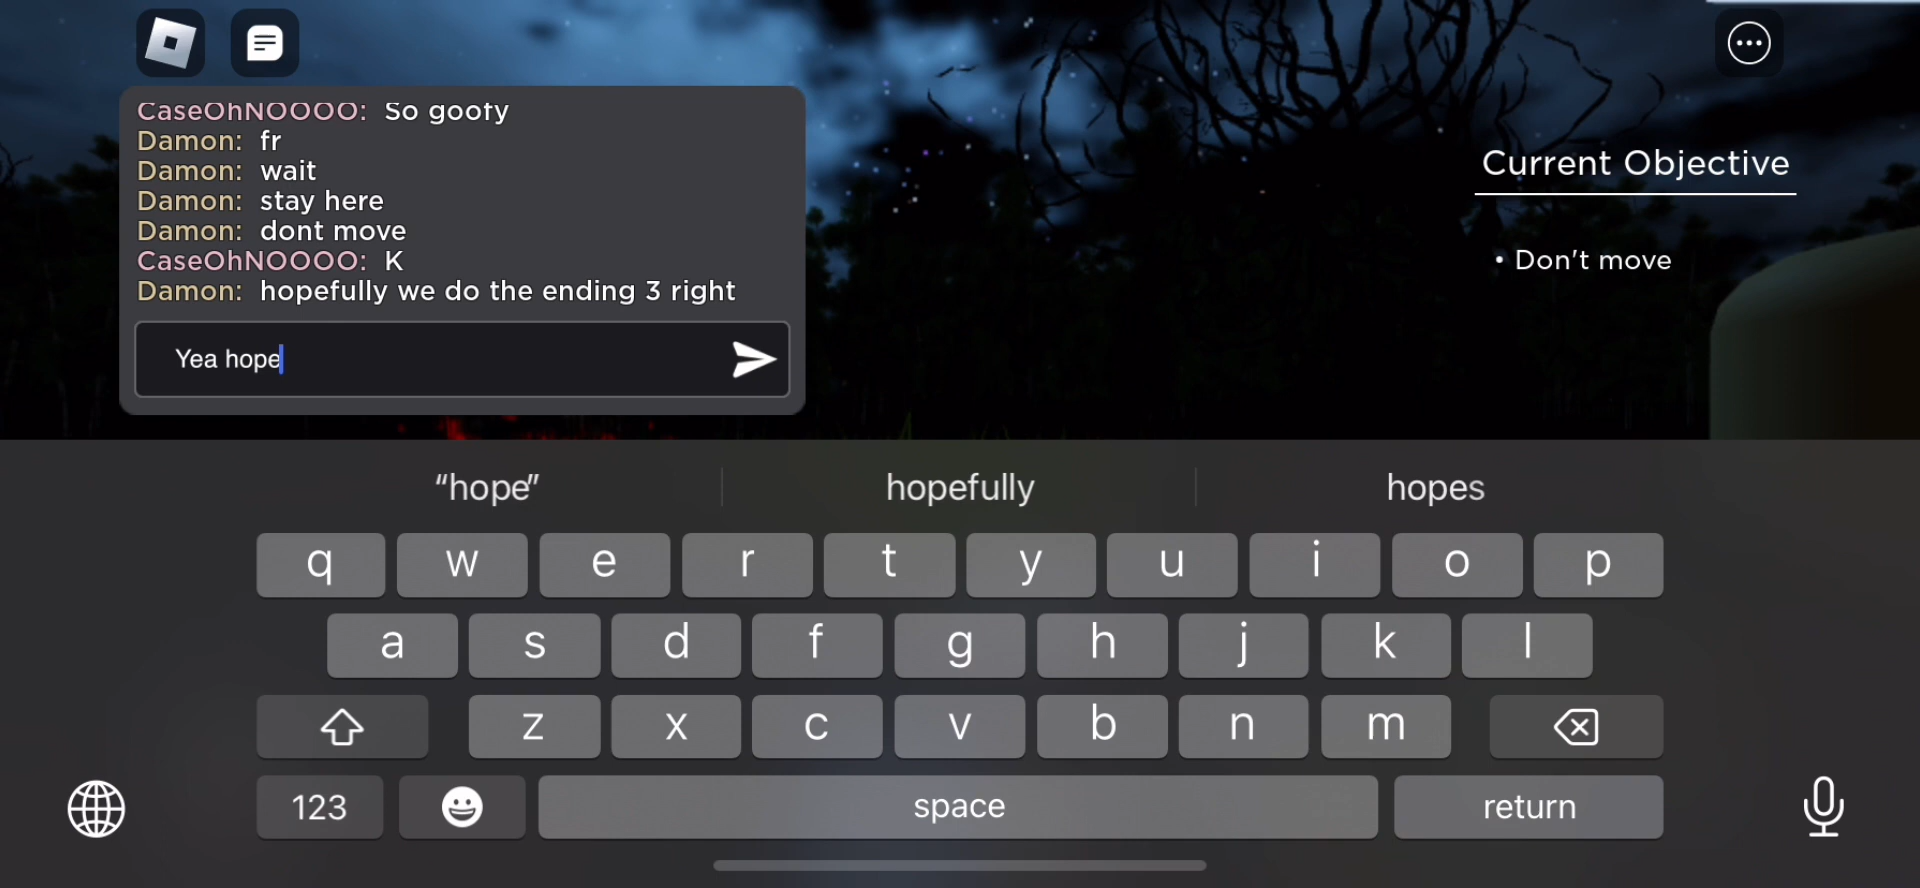 CaseOhNOOOO: So goofy
Damon: fr
Damon: wait
Damon: stay here
Damon: dont move
CaseOhNOOOO: K
Damon: hopefully we do the ending 3 right
Yea hope
Current Objective
• Don't move
“hope”
hopefully
hopes
q w e r t y u i o p
a s d f g h j k l
z x c v b n m
123
space
return